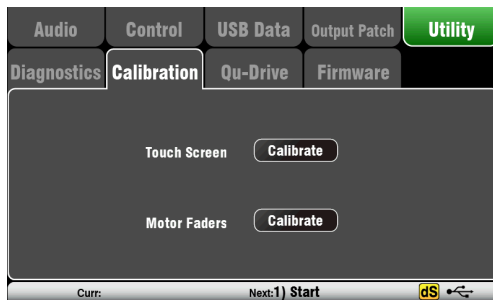 Audio Control USB Data Output Patch Utility
Diagnostics Calibration Qu-Drive Firmware
Touch Screen Calibrate
Motor Faders Calibrate
Curr: Next:1) Start dS